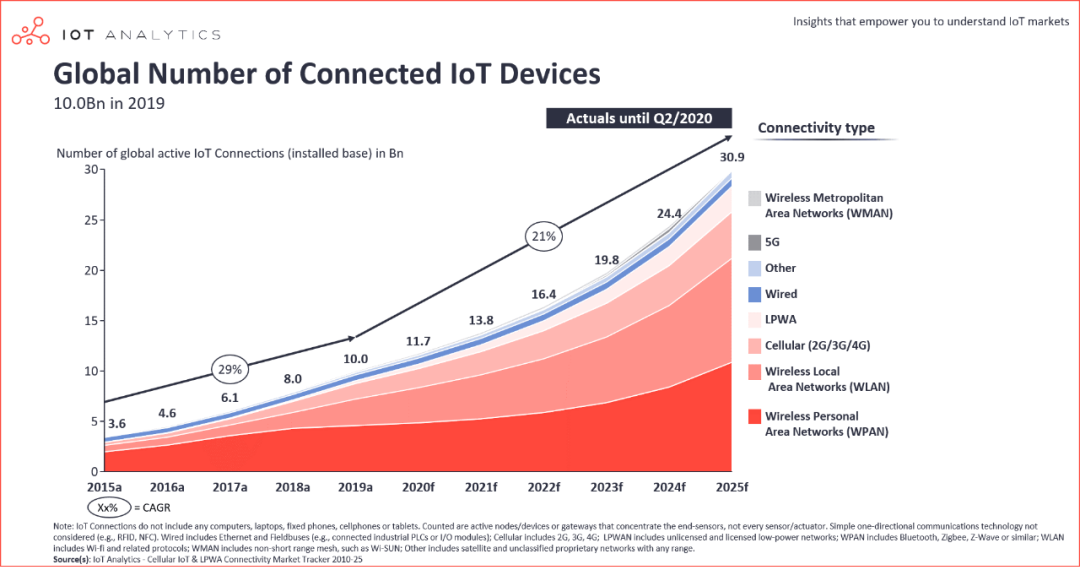 IOT ANALYTICS
Insights that empower you to understand IoT markets
Global Number of Connected IoT Devices
10.0Bn in 2019
Actuals until Q2/2020
Connectivity type
Number of global active IoT Connections (installed base) in Bn
30
25
20
15
10
5
0
3.6
4.6
6.1
8.0
10.0
11.7
13.8
16.4
19.8
24.4
30.9
29%
21%
2015a
2016a
2017a
2018a
2019a
2020f
2021f
2022f
2023f
2024f
2025f
Wireless Metropolitan
Area Networks (WMAN)
5G
Other
Wired
LPWA
Cellular (2G/3G/4G)
Wireless Local
Area Networks (WLAN)
Wireless Personal
Area Networks (WPAN)
Xx% = CAGR
Note: IoT Connections do not include any computers, laptops, fixed phones, cellphones or tablets. Counted are active nodes/devices or gateways that concentrate the end-sensors, not every sensor/actuator. Simple one-directional communications technology not
considered (e.g., RFID, NFC). Wired includes Ethernet and Fieldbuses (e.g., connected industrial PLCs or I/O modules); Cellular includes 2G, 3G, 4G; LPWAN includes unlicensed and licensed low-power networks; WPAN includes Bluetooth, Zigbee, Z-Wave or similar; WLAN
includes Wi-fi and related protocols; WMAN includes non-short range mesh, such as Wi-SUN; Other includes satellite and unclassified proprietary networks with any range.
Source(s): IoT Analytics - Cellular IoT & LPWA Connectivity Market Tracker 2010-25